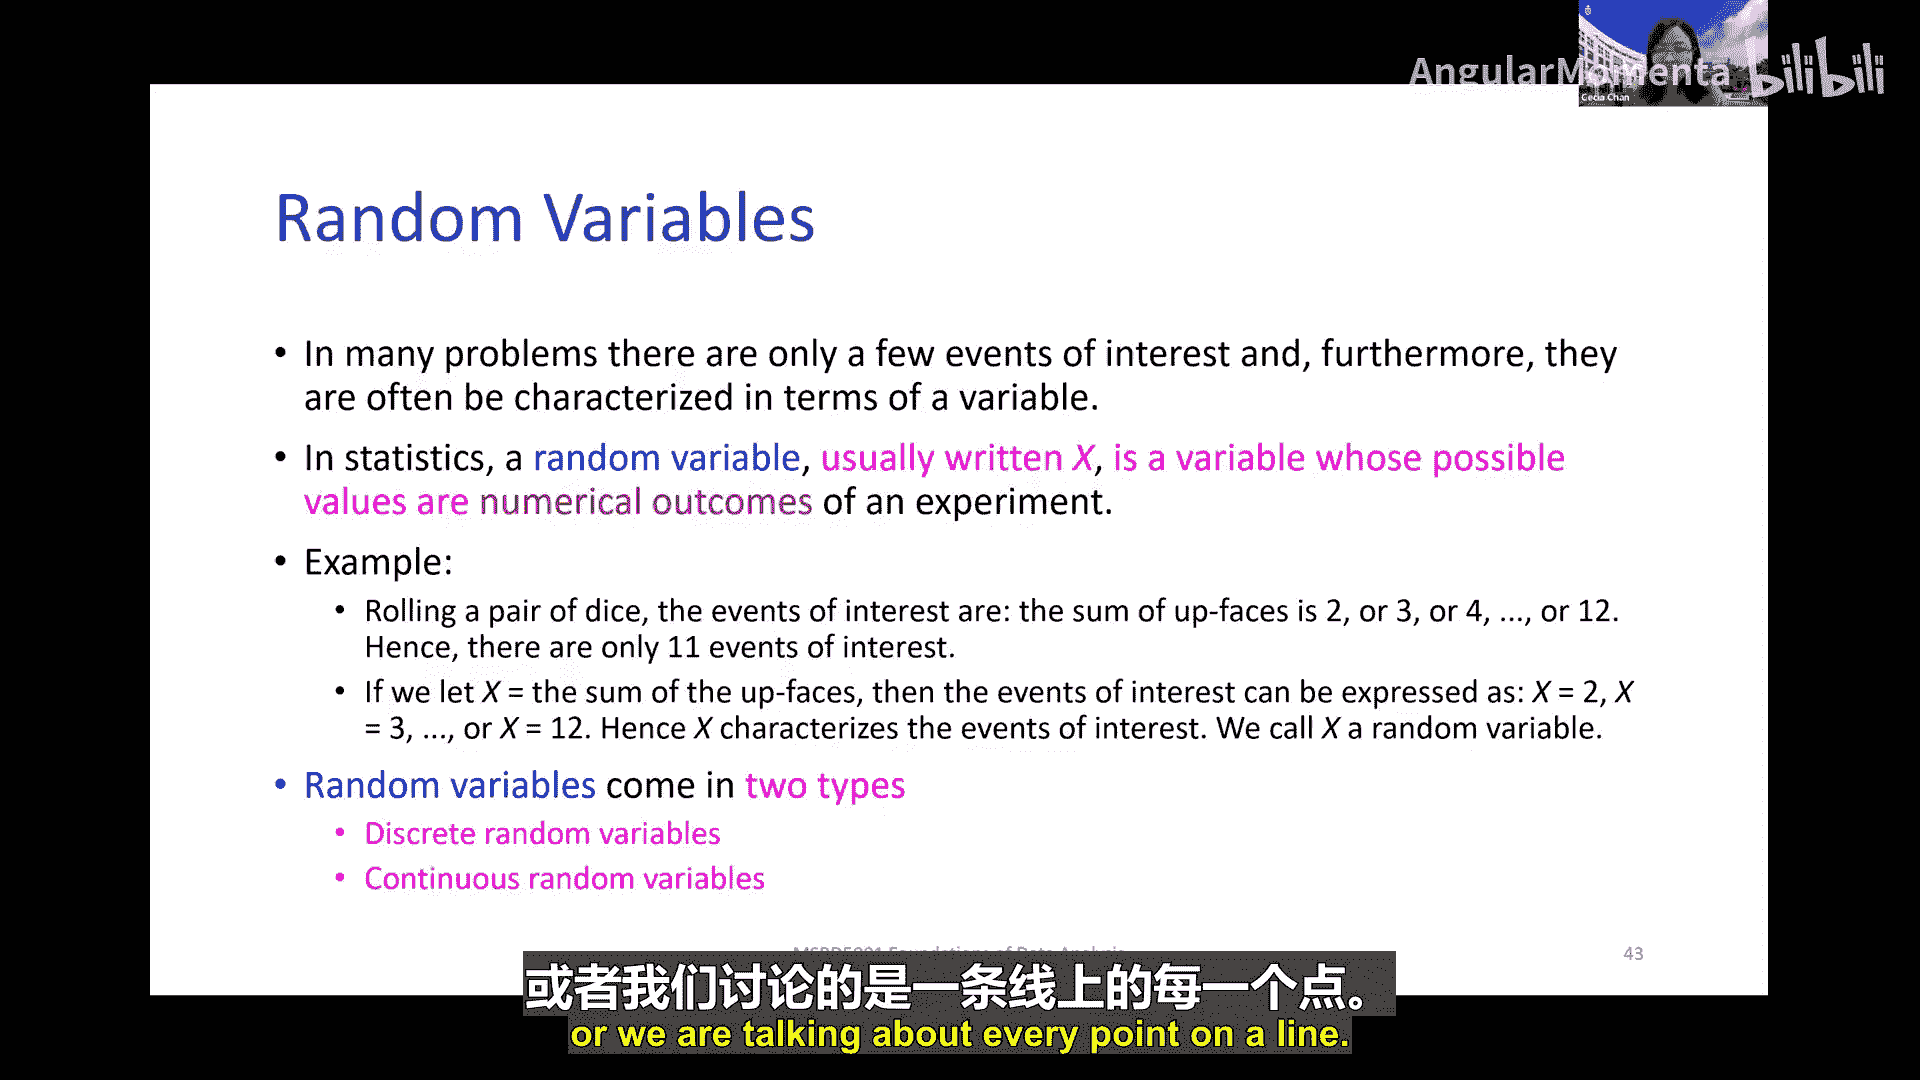 AngularMomenta bilibili
Cecia Chan
Random Variables
• In many problems there are only a few events of interest and, furthermore, they
are often be characterized in terms of a variable.
• In statistics, a random variable, usually written X, is a variable whose possible
values are numerical outcomes of an experiment.
• Example:
• Rolling a pair of dice, the events of interest are: the sum of up-faces is 2, or 3, or 4, ..., or 12.
Hence, there are only 11 events of interest.
• If we let X = the sum of the up-faces, then the events of interest can be expressed as: X = 2, X
= 3, ..., or X = 12. Hence X characterizes the events of interest. We call X a random variable.
• Random variables come in two types
• Discrete random variables
• Continuous random variables
MSBD5001 Foundations of Data Analysis
43
或者我们讨论的是一条线上的每一个点。
or we are talking about every point on a line.